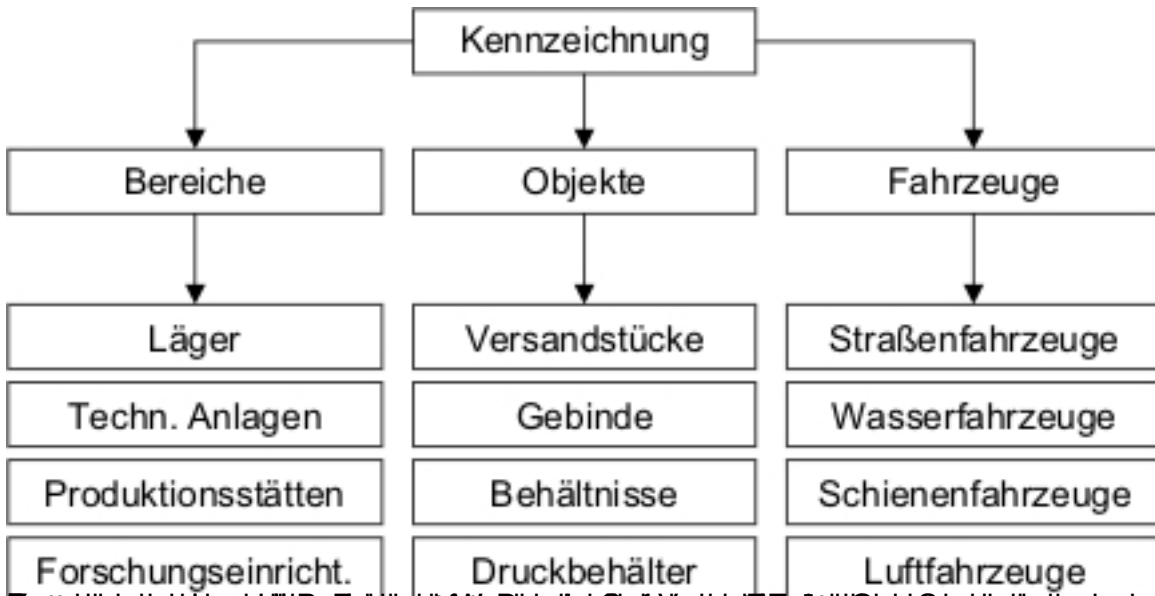 Kennzeichnung
Bereiche
Objekte
Fahrzeuge
Läger
Versandstücke
Straßenfahrzeuge
Techn. Anlagen
Gebinde
Wasserfahrzeuge
Produktionsstätten
Behältnisse
Schienenfahrzeuge
Forschungseinricht.
Druckbehälter
Luftfahrzeuge